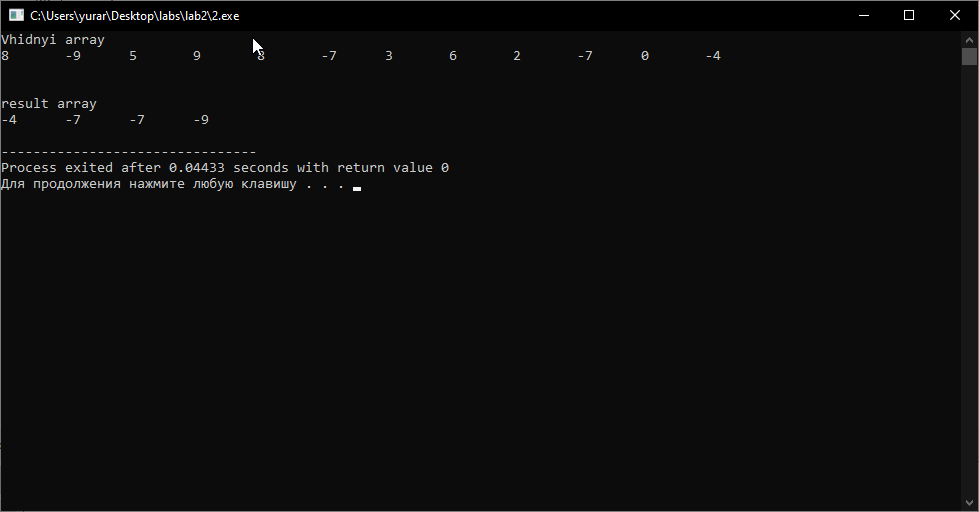 C:\Users\yurar\Desktop\labs\lab2\2.exe
Vhidnyi array
8 -9 5 9 8 -7 3 6 2 -7 0 -4
result array
-4 -7 -7 -9
--------------------------------
Process exited after 0.04433 seconds with return value 0
Для продолжения нажмите любую клавишу . . .